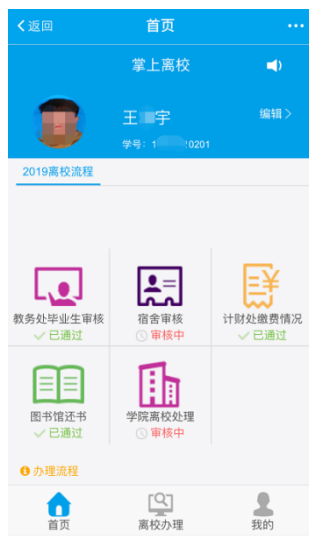 返回 首页 ...
掌上离校
王 宇 编辑
学号：1 0201
2019离校流程
教务处毕业生审核 宿舍审核 计财处缴费情况
已通过 审核中 已通过
图书馆还书 学院离校处理
已通过 审核中
办理流程
首页 离校办理 我的